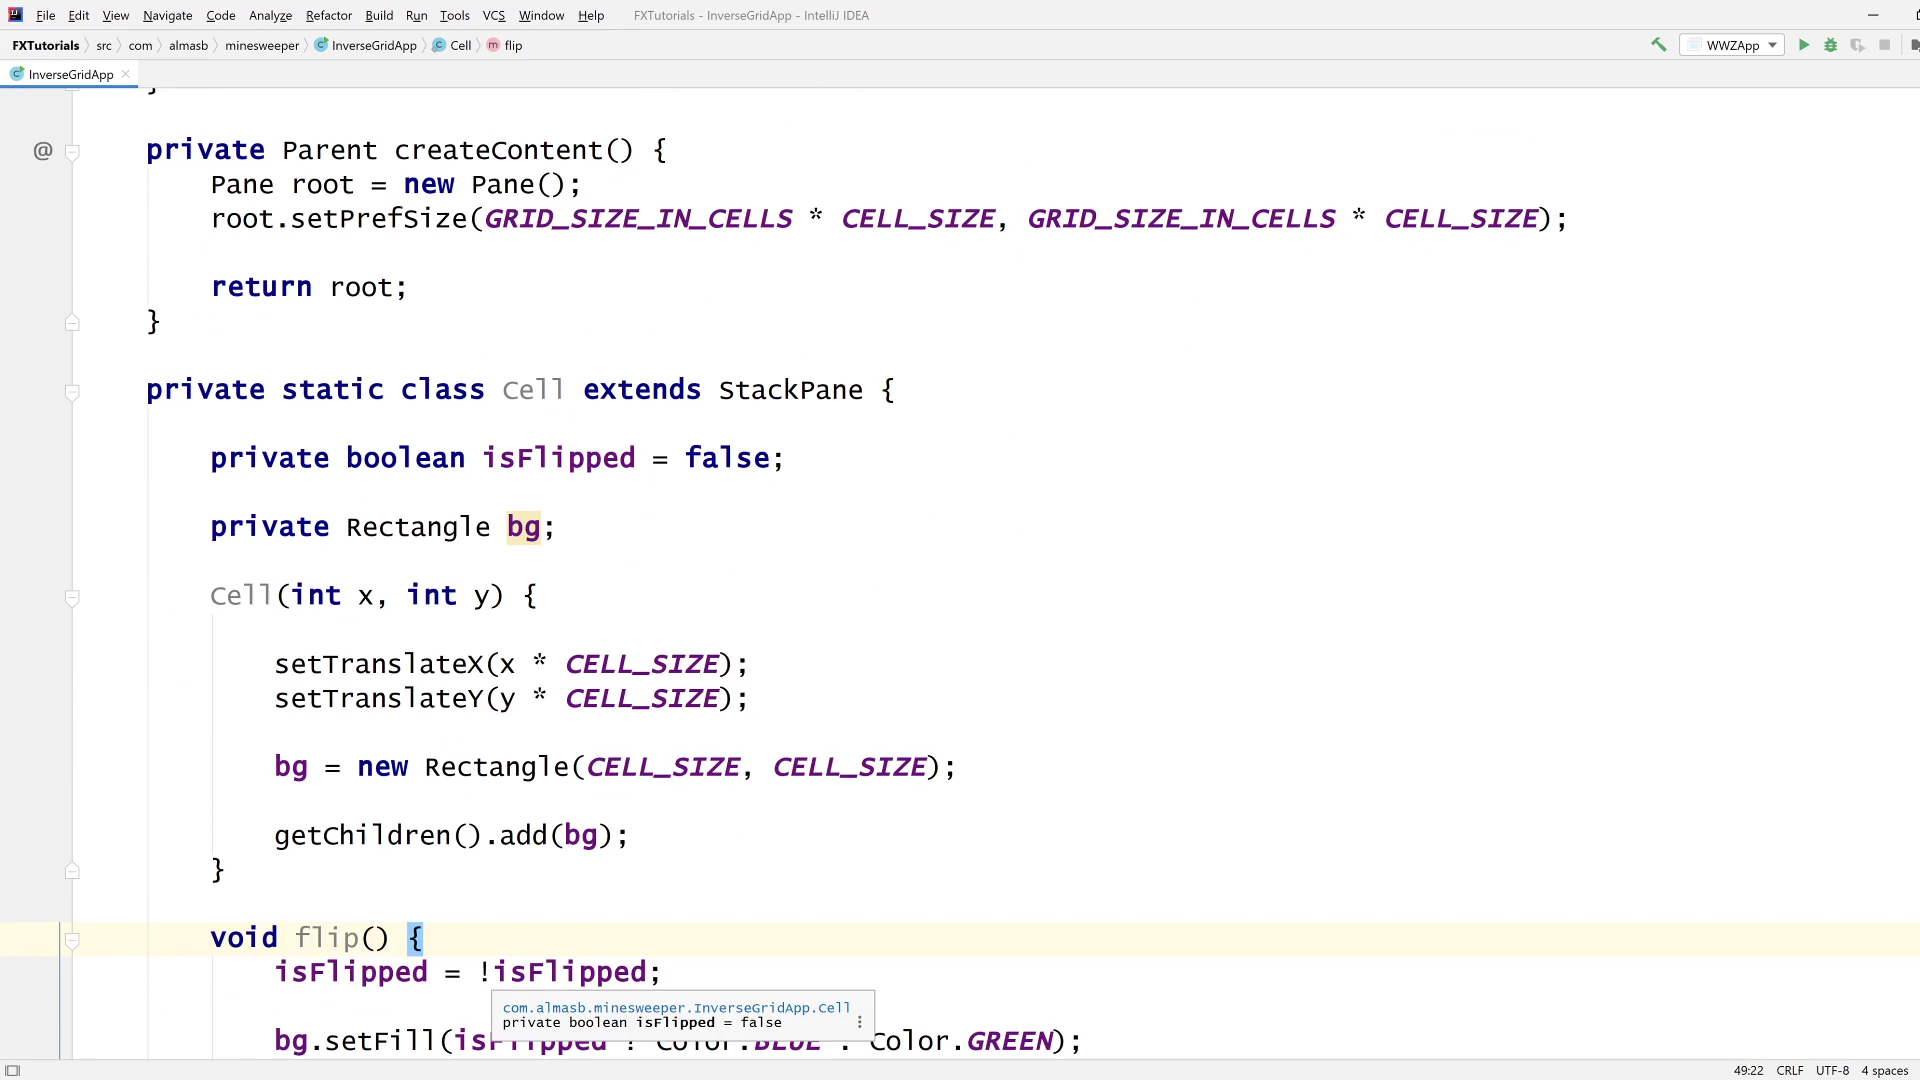 File Edit View Navigate Code Analyze Refactor Build Run Tools VCS Window Help FXTutorials - InverseGridApp - IntelliJ IDEA
FXTutorials src com almasb minesweeper InverseGridApp Cell flip WWZApp
InverseGridApp
}
@ private Parent createContent() {
Pane root = new Pane();
root.setPrefSize(GRID_SIZE_IN_CELLS * CELL_SIZE, GRID_SIZE_IN_CELLS * CELL_SIZE);
return root;
}
private static class Cell extends StackPane {
private boolean isFlipped = false;
private Rectangle bg;
Cell(int x, int y) {
setTranslateX(x * CELL_SIZE);
setTranslateY(y * CELL_SIZE);
bg = new Rectangle(CELL_SIZE, CELL_SIZE);
getChildren().add(bg);
}
void flip() {
isFlipped = !isFlipped;
com.almasb.minesweeper.InverseGridApp.Cell
private boolean isFlipped = false
bg.setFill(isFlipped ? Color.BLUE : Color.GREEN);
49:22 CRLF UTF-8 4 spaces